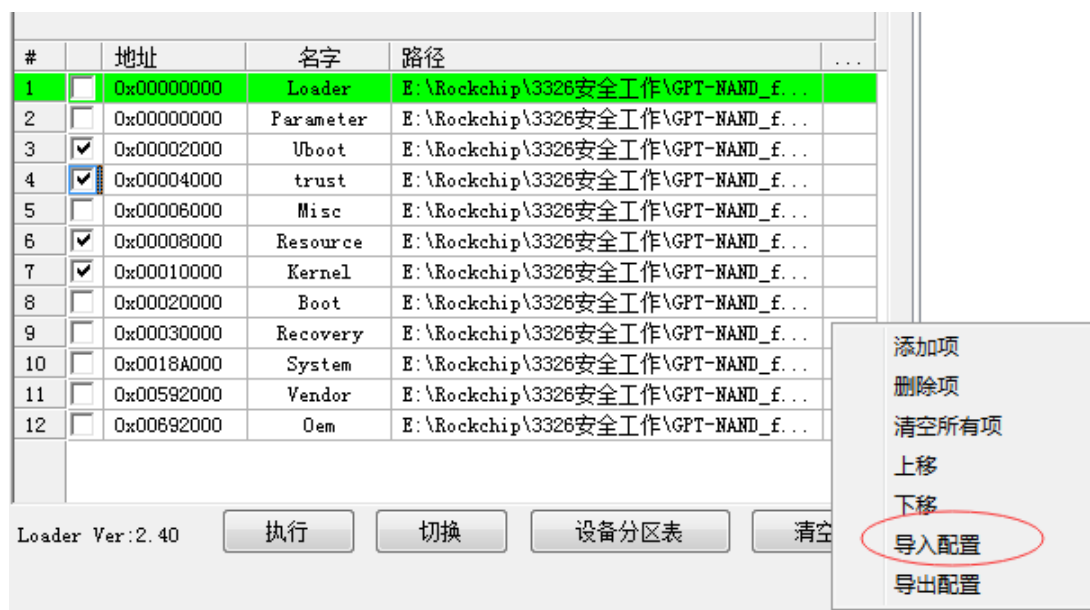 # 地址 名字 路径 ...
1 0x00000000 Loader E:\Rockchip\3326安全工作\GPT-NAND_f...
2 0x00000000 Parameter E:\Rockchip\3326安全工作\GPT-NAND_f...
3 0x00002000 Uboot E:\Rockchip\3326安全工作\GPT-NAND_f...
4 0x00004000 trust E:\Rockchip\3326安全工作\GPT-NAND_f...
5 0x00006000 Misc E:\Rockchip\3326安全工作\GPT-NAND_f...
6 0x00008000 Resource E:\Rockchip\3326安全工作\GPT-NAND_f...
7 0x00010000 Kernel E:\Rockchip\3326安全工作\GPT-NAND_f...
8 0x00020000 Boot E:\Rockchip\3326安全工作\GPT-NAND_f...
9 0x00030000 Recovery E:\Rockchip\3326安全工作\GPT-NAND_f...
10 0x0018A000 System E:\Rockchip\3326安全工作\GPT-NAND_f...
11 0x00592000 Vendor E:\Rockchip\3326安全工作\GPT-NAND_f...
12 0x00692000 Oem E:\Rockchip\3326安全工作\GPT-NAND_f...
Loader Ver:2.40 执行 切换 设备分区表 清空
添加项
删除项
清空所有项
上移
下移
导入配置
导出配置